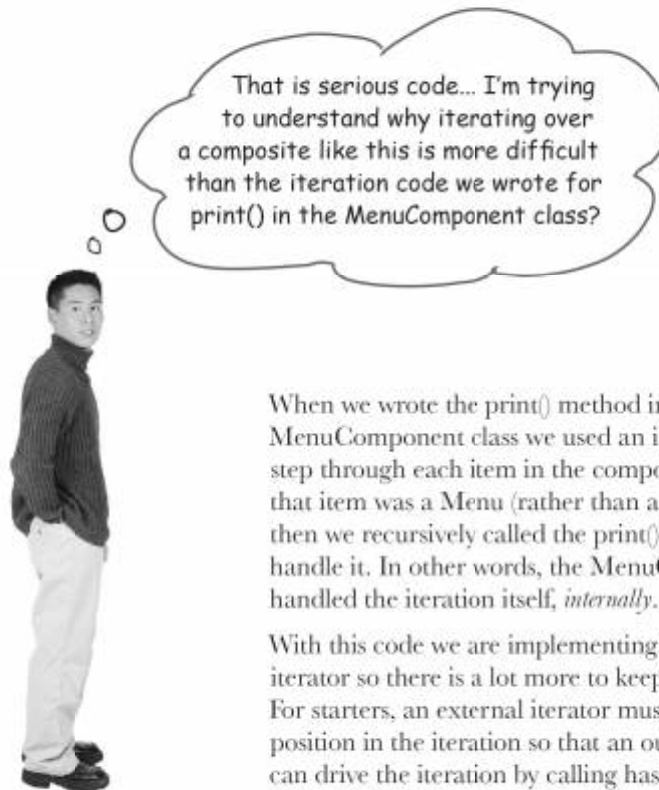 That is serious code... I'm trying
to understand why iterating over
a composite like this is more difficult
than the iteration code we wrote for
print() in the MenuComponent class?
When we wrote the print() method in
MenuComponent class we used an
step through each item in the
that item was a Menu (rather than a
then we recursively called the print()
handle it. In other words, the
handled the iteration itself, internally.
With this code we are implementing
iterator so there is a lot more to keep
For starters, an external iterator
position in the iteration so that an
can drive the iteration by calling